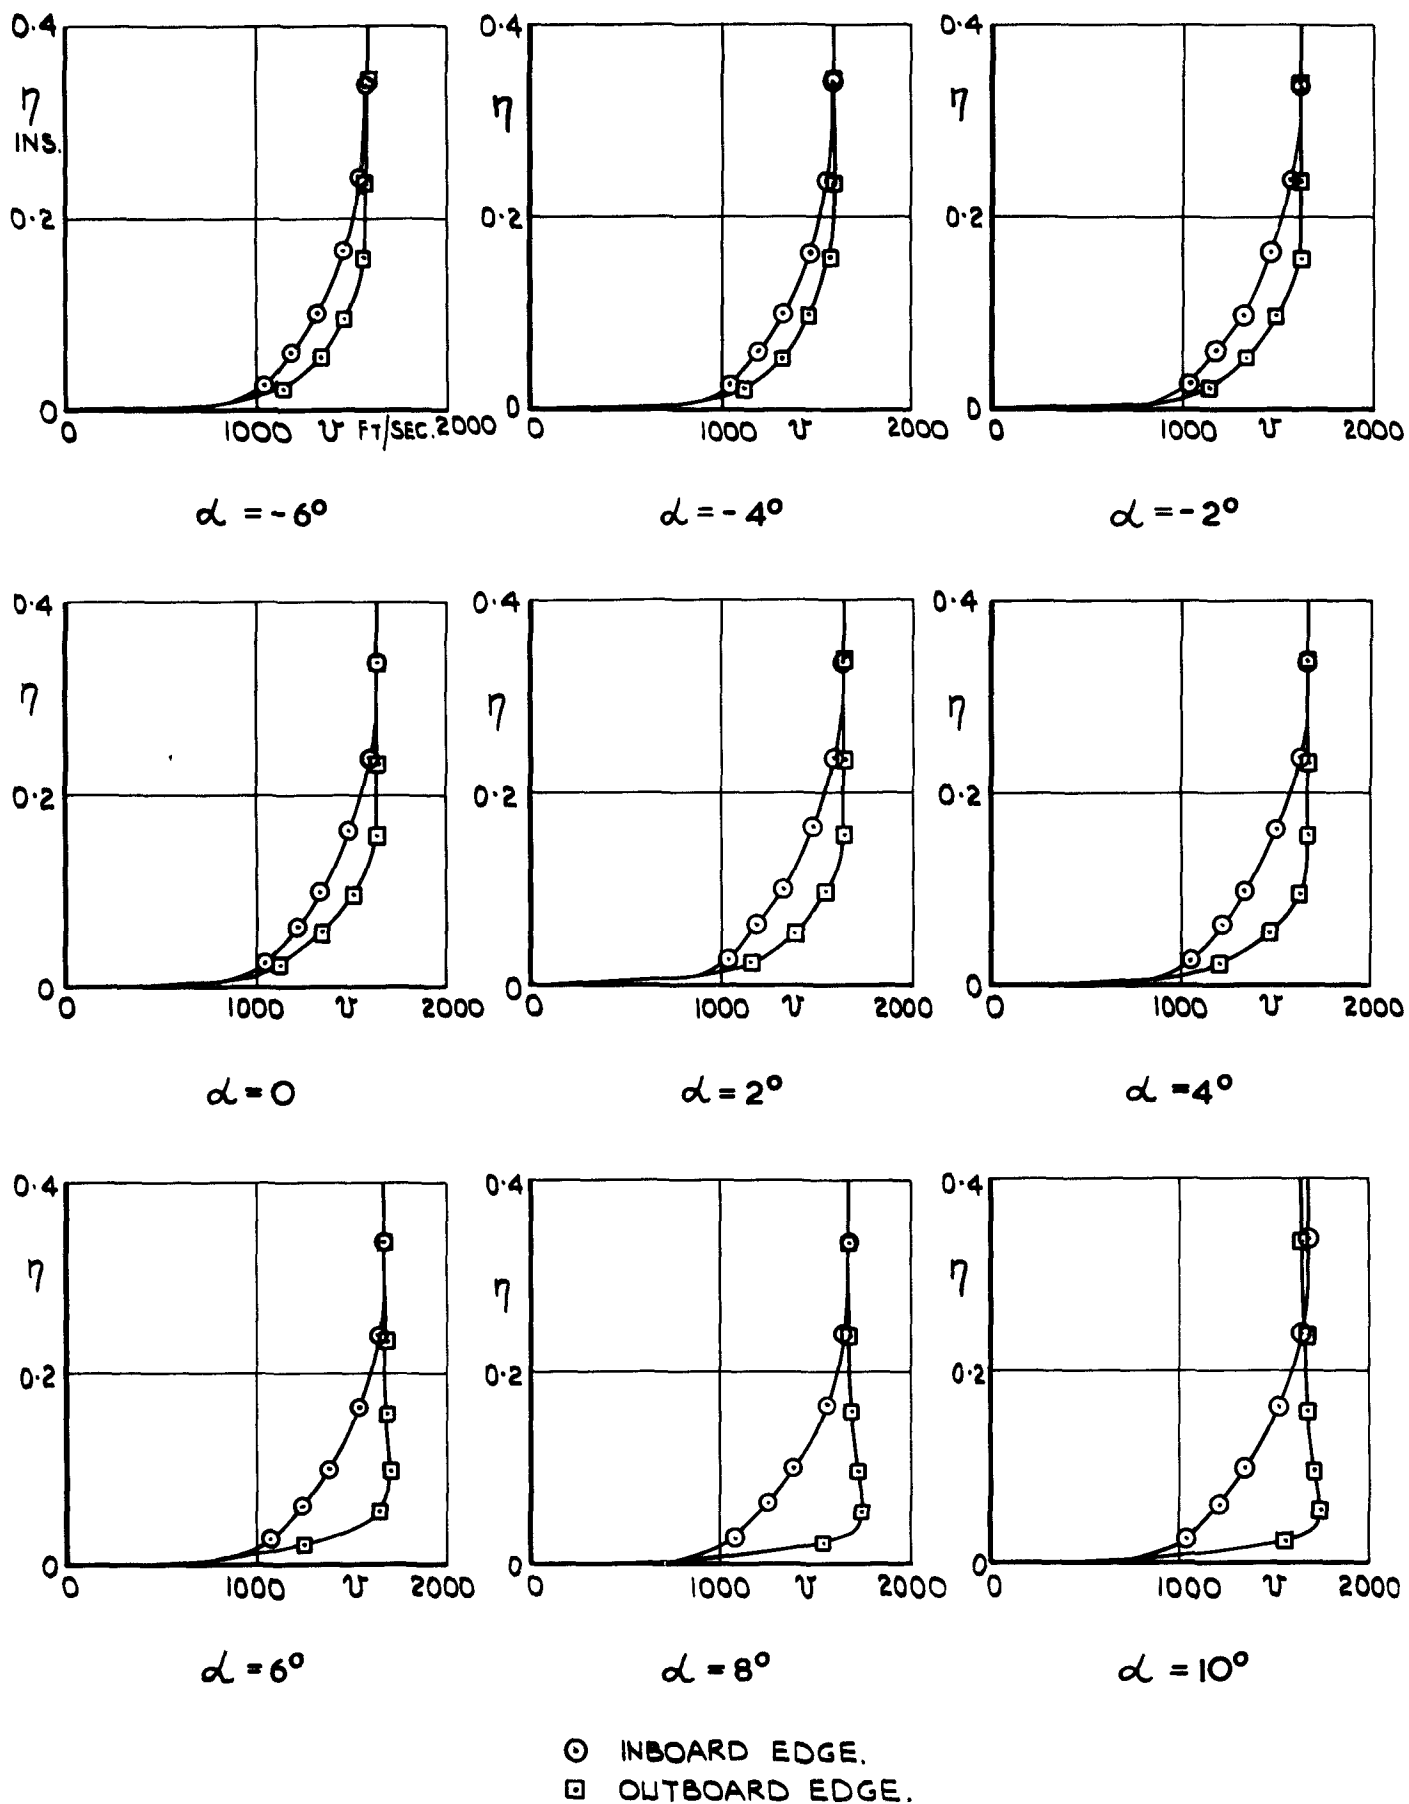 0.4 0.4 0.4
η INS. η η
0.2 0.2 0.2
0 0 0
0 1000 v FT/SEC. 2000 0 1000 v 2000 0 1000 v 2000
α = -6° α = -4° α = -2°
0.4 0.4 0.4
η η η
0.2 0.2 0.2
0 0 0
0 1000 v 2000 0 1000 v 2000 0 1000 v 2000
α = 0 α = 2° α = 4°
0.4 0.4 0.4
η η η
0.2 0.2 0.2
0 0 0
0 1000 v 2000 0 1000 v 2000 0 1000 v 2000
α = 6° α = 8° α = 10°
INBOARD EDGE.
OUTBOARD EDGE.